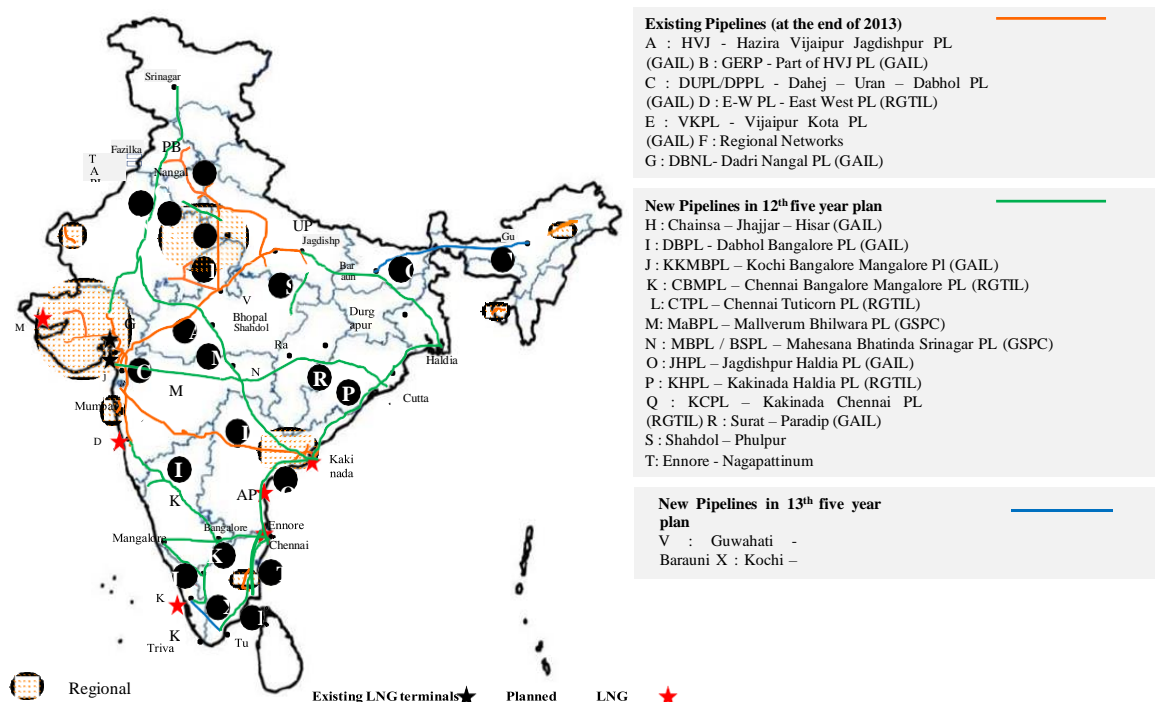 Srinagar
Fazilka
PB
T
A
Nangal
UP
Gu
Jagdishp
Bar
aun
V
Bhopal
Shahdol
Durg
apur
S
G
M
A
M
Ra
Haldia
C
J
N
R
P
M
Cutta
Mumbai
D
I
Kaki
nada
I
K
AP
Ennore
Bangalore
Mangalore
Chennai
K
K
K
Triva
Tu
Regional
Existing LNG terminals
Planned LNG
Existing Pipelines (at the end of 2013)
A : HVJ - Hazira Vijaipur Jagdishpur PL
(GAIL) B : GERP - Part of HVJ PL (GAIL)
C : DUPL/DPPL - Dahej – Uran – Dabhol PL
(GAIL) D : E-W PL - East West PL (RGTIL)
E : VKPL - Vijaipur Kota PL
(GAIL) F : Regional Networks
G : DBNL- Dadri Nangal PL (GAIL)
New Pipelines in 12th five year plan
H : Chainsa – Jhajjar – Hisar (GAIL)
I : DBPL - Dabhol Bangalore PL (GAIL)
J : KKMBPL – Kochi Bangalore Mangalore Pl (GAIL)
K : CBMPL – Chennai Bangalore Mangalore PL (RGTIL)
L: CTPL – Chennai Tuticorn PL (RGTIL)
M: MaBPL – Mallverum Bhilwara PL (GSPC)
N : MBPL / BSPL – Mahesana Bhatinda Srinagar PL (GSPC)
O : JHPL – Jagdishpur Haldia PL (GAIL)
P : KHPL – Kakinada Haldia PL (RGTIL)
Q : KCPL – Kakinada Chennai PL
(RGTIL) R : Surat – Paradip (GAIL)
S : Shahdol – Phulpur
T: Ennore - Nagapattinum
New Pipelines in 13th five year
plan
V : Guwahati -
Barauni X : Kochi –